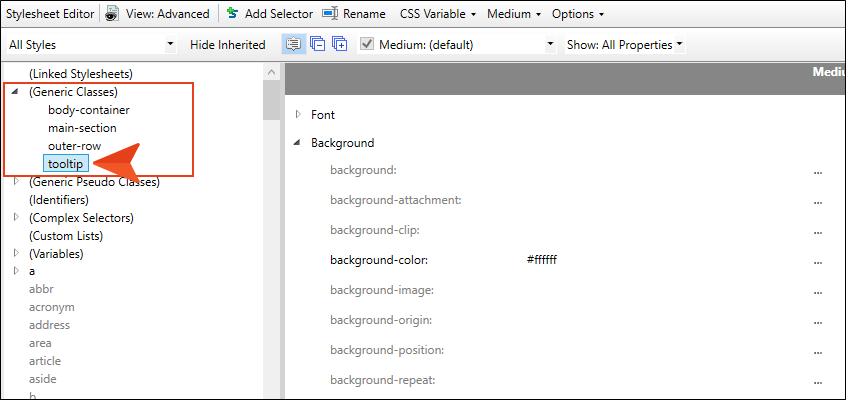 Stylesheet Editor View: Advanced Add Selector Rename CSS Variable Medium Options
All Styles Hide Inherited Medium: (default) Show: All Properties
(Linked Stylesheets)
(Generic Classes)
body-container
main-section
outer-row
tooltip
(Generic Pseudo Classes)
(Identifiers)
(Complex Selectors)
(Custom Lists)
(Variables)
a
abbr
acronym
address
area
article
aside
Font
Background
background: ...
background-attachment: ...
background-clip: ...
background-color: #ffffff ...
background-image: ...
background-origin: ...
background-position: ...
background-repeat: ...